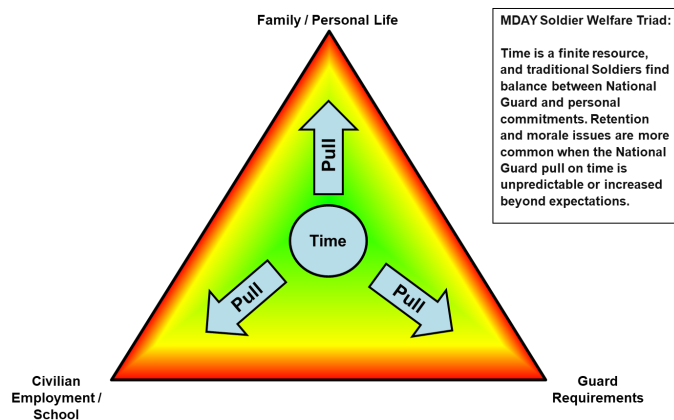 Family / Personal Life
MDAY Soldier Welfare Triad:
Time is a finite resource,
and traditional Soldiers find
balance between National
Guard and personal
commitments. Retention
and morale issues are more
common when the National
Guard pull on time is
unpredictable or increased
beyond expectations.
Pull
Time
Pull
Pull
Civilian
Employment /
School
Guard
Requirements